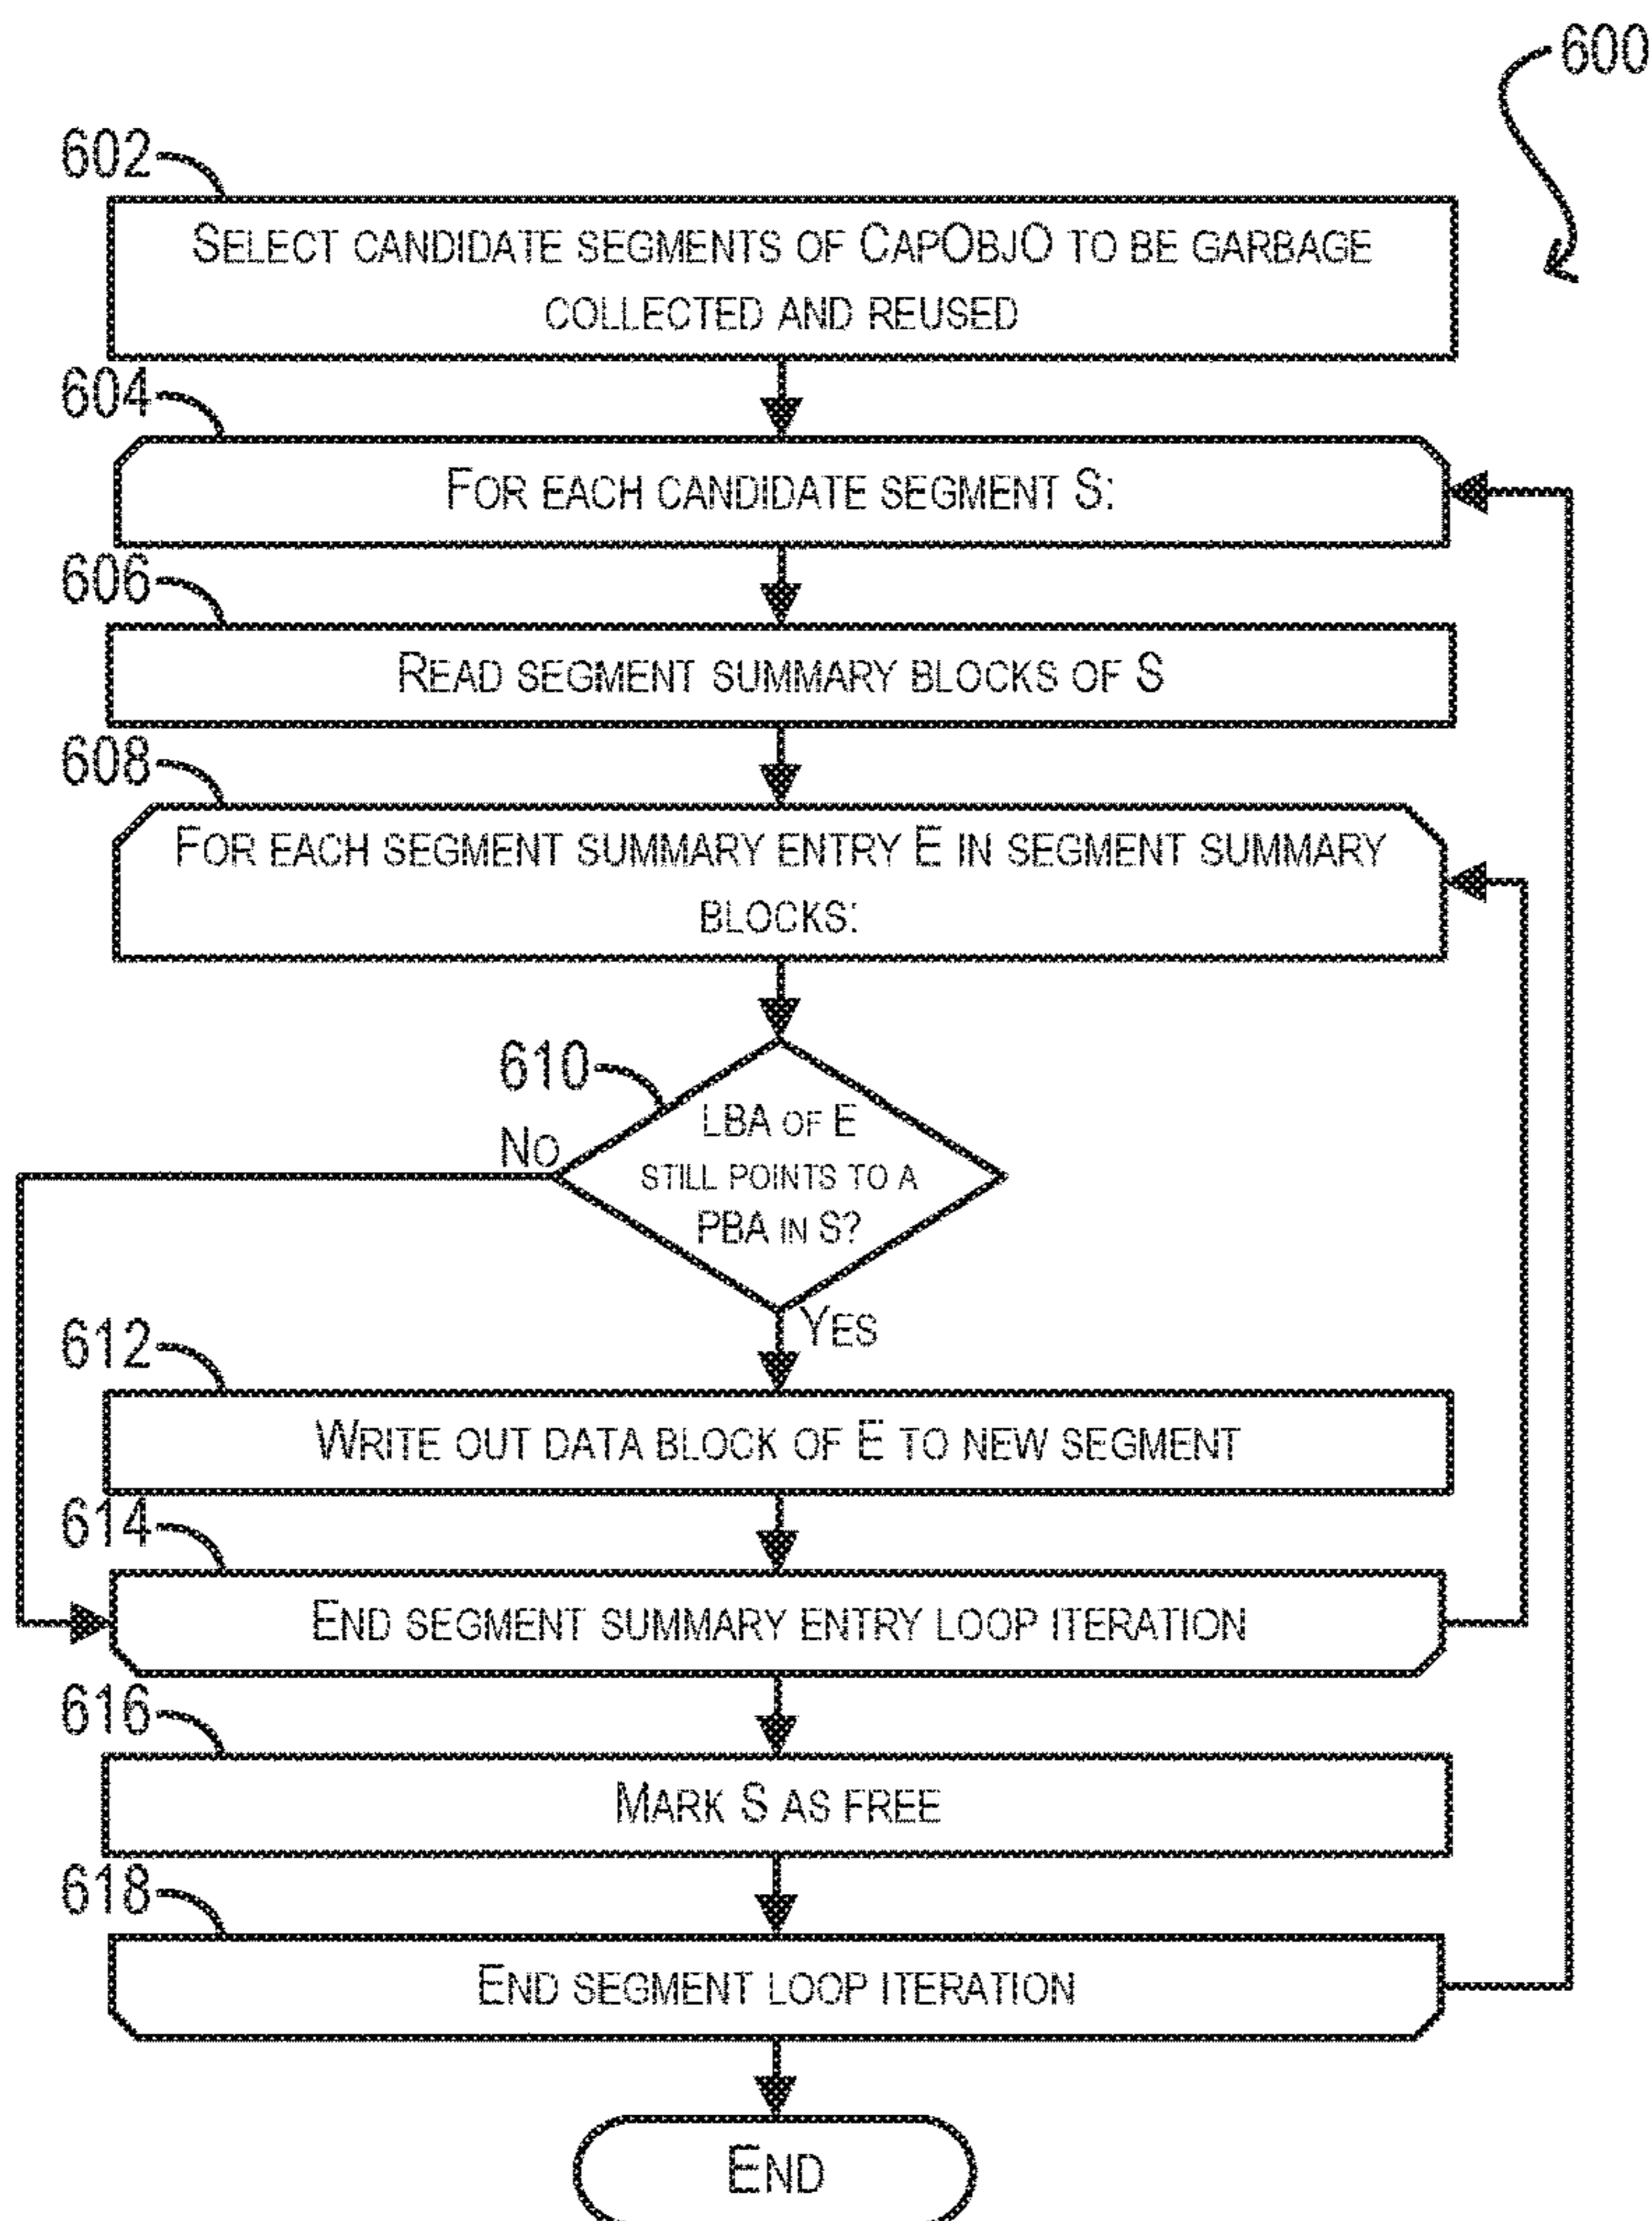 600
602
Select candidate segments of CapObjO to be garbage
collected and reused
604
For each candidate segment S:
606
Read segment summary blocks of S
608
For each segment summary entry E in segment summary
blocks:
610
LBA of E
still points to a
PBA in S?
No
Yes
612
Write out data block of E to new segment
614
End segment summary entry loop iteration
616
Mark S as free
618
End segment loop iteration
End